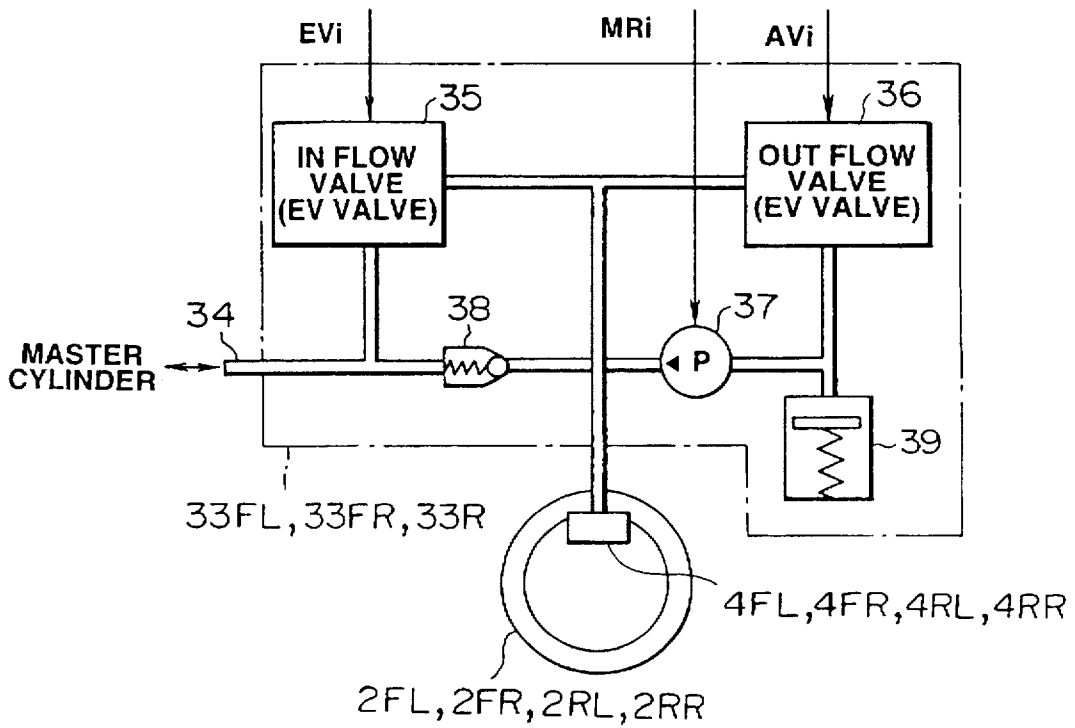 EVi
MRi
AVi
35
36
IN FLOW
VALVE
(EV VALVE)
OUT FLOW
VALVE
(EV VALVE)
34
38
37
MASTER
CYLINDER
P
39
33FL, 33FR, 33R
4FL, 4FR, 4RL, 4RR
2FL, 2FR, 2RL, 2RR